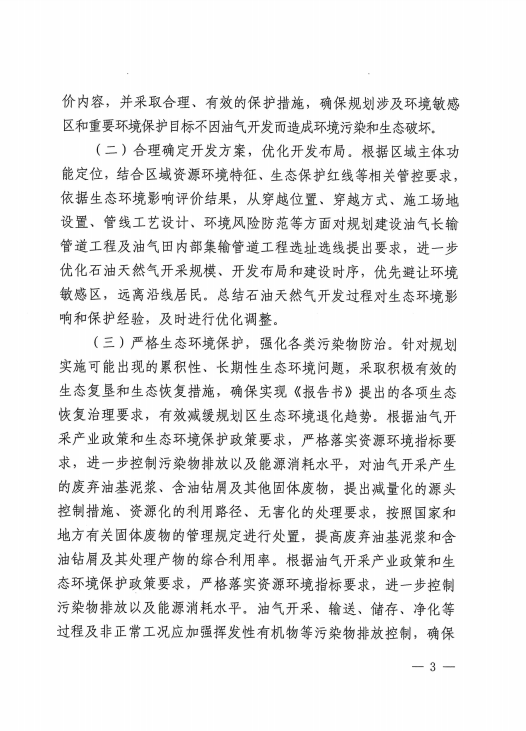 价内容，并采取合理、有效的保护措施，确保规划涉及环境敏感
区和重要环境保护目标不因油气开发而造成环境污染和生态破坏。
（二）合理确定开发方案，优化开发布局。根据区域主体功
能定位，结合区域资源环境特征、生态保护红线等相关管控要求，
依据生态环境影响评价结果，从穿越位置、穿越方式、施工场地
设置、管线工艺设计、环境风险防范等方面对规划建设油气长输
管道工程及油气田内部集输管道工程选址选线提出要求，进一步
优化石油天然气开采规模、开发布局和建设时序，优先避让环境
敏感区，远离沿线居民。总结石油天然气开发过程对生态环境影
响和保护经验，及时进行优化调整。
（三）严格生态环境保护，强化各类污染物防治。针对规划
实施可能出现的累积性、长期性生态环境问题，采取积极有效的
生态复垦和生态恢复措施，确保实现《报告书》提出的各项生态
恢复治理要求，有效减缓规划区生态环境退化趋势。根据油气开
采产业政策和生态环境保护政策要求，严格落实资源环境指标要
求，进一步控制污染物排放以及能源消耗水平，对油气开采产生
的废弃油基泥浆、含油钻屑及其他固体废物，提出减量化的源头
控制措施、资源化的利用路径、无害化的处理要求，按照国家和
地方有关固体废物的管理规定进行处置，提高废弃油基泥浆和含
油钻屑及其处理产物的综合利用率。根据油气开采产业政策和生
态环境保护政策要求，严格落实资源环境指标要求，进一步控制
污染物排放以及能源消耗水平。油气开采、输送、储存、净化等
过程及非正常工况应加强挥发性有机物等污染物排放控制，确保
— 3 —